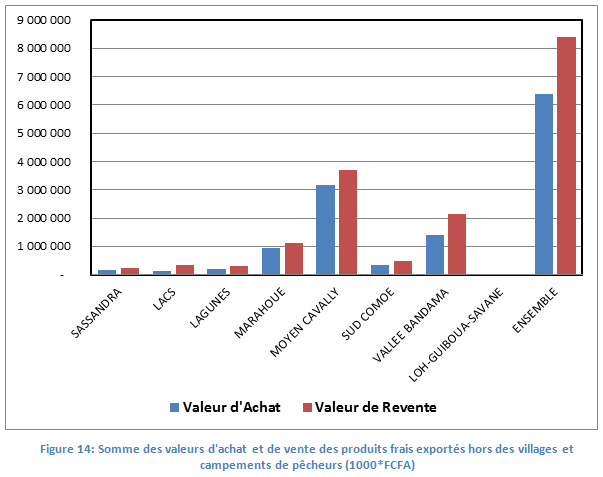 9 000 000
8 000 000
7 000 000
6 000 000
5 000 000
4 000 000
3 000 000
2 000 000
1 000 000
-
SASSANDRA
LACS
LAGUNES
MARAHOUE
MOYEN CAVALLY
SUD COMOE
VALLEE BANDAMA
LOH-GUIBOUA-SAVANE
ENSEMBLE
Valeur d'Achat
Valeur de Revente
Figure 14: Somme des valeurs d'achat et de vente des produits frais exportés hors des villages et
campements de pêcheurs (1000*FCFA)